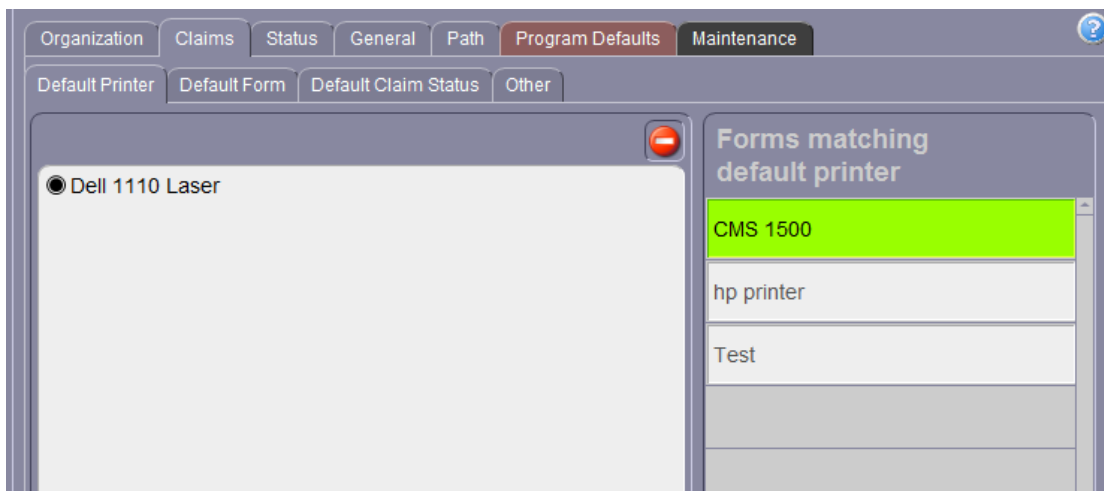 Organization Claims Status General Path Program Defaults Maintenance ?
Default Printer Default Form Default Claim Status Other
Forms matching
default printer
Dell 1110 Laser
CMS 1500
hp printer
Test